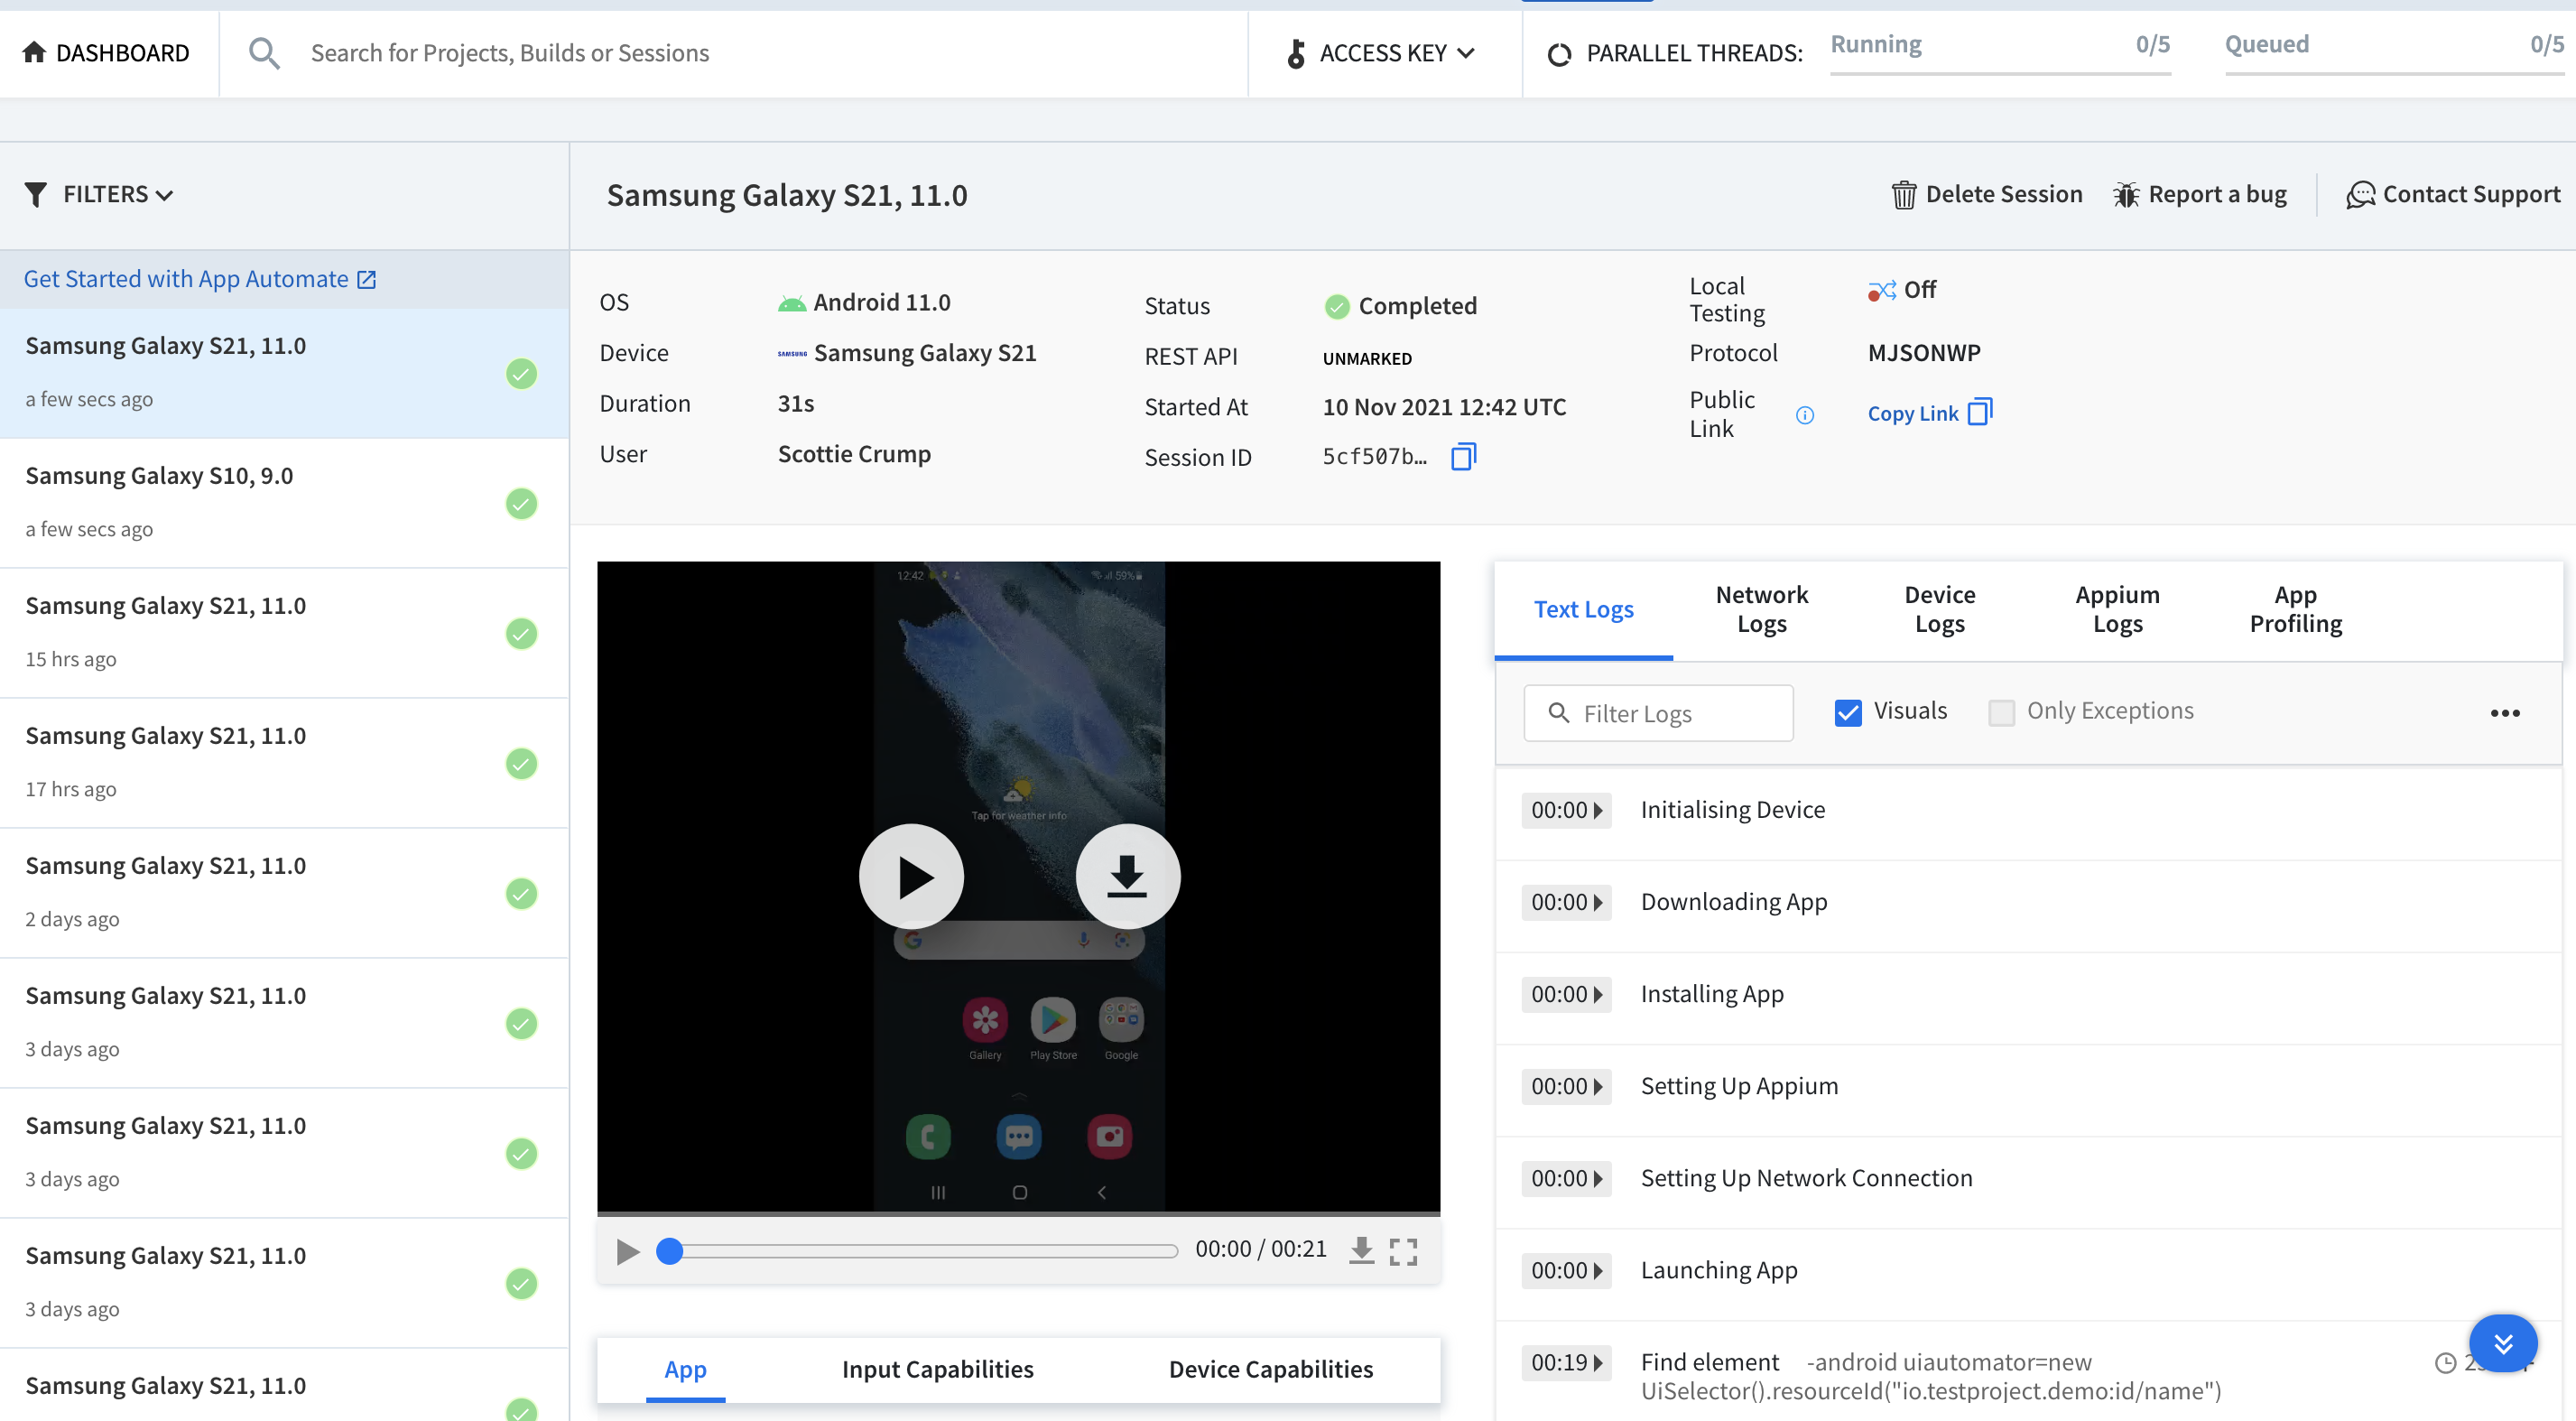 DASHBOARD
Search for Projects, Builds or Sessions
ACCESS KEY
PARALLEL THREADS:
Running 0/5
Queued 0/5
FILTERS
Get Started with App Automate
Samsung Galaxy S21, 11.0
a few secs ago
Samsung Galaxy S10, 9.0
a few secs ago
Samsung Galaxy S21, 11.0
15 hrs ago
Samsung Galaxy S21, 11.0
17 hrs ago
Samsung Galaxy S21, 11.0
2 days ago
Samsung Galaxy S21, 11.0
3 days ago
Samsung Galaxy S21, 11.0
3 days ago
Samsung Galaxy S21, 11.0
3 days ago
Samsung Galaxy S21, 11.0
Samsung Galaxy S21, 11.0
Delete Session
Report a bug
Contact Support
OS Android 11.0
Device SAMSUNG Samsung Galaxy S21
Duration 31s
User Scottie Crump
Status Completed
REST API UNMARKED
Started At 10 Nov 2021 12:42 UTC
Session ID 5cf507b…
Local
Testing
Off
Protocol MJSONWP
Public
Link
Copy Link
12:42
59%
Tap for weather info
Gallery
Play Store
Google
00:00 / 00:21
App
Input Capabilities
Device Capabilities
Text Logs
Network
Logs
Device
Logs
Appium
Logs
App
Profiling
Filter Logs
Visuals
Only Exceptions
00:00 Initialising Device
00:00 Downloading App
00:00 Installing App
00:00 Setting Up Appium
00:00 Setting Up Network Connection
00:00 Launching App
00:19 Find element -android uiautomator=new
UiSelector().resourceId("io.testproject.demo:id/name")